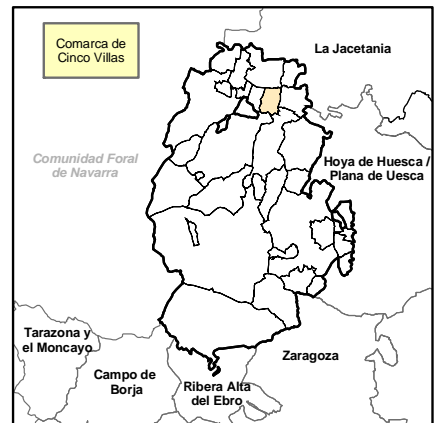 Comarca de
Cinco Villas
La Jacetania
Comunidad Foral
de Navarra
Hoya de Huesca /
Plana de Uesca
Tarazona y
el Moncayo
Campo de
Borja
Ribera Alta
del Ebro
Zaragoza